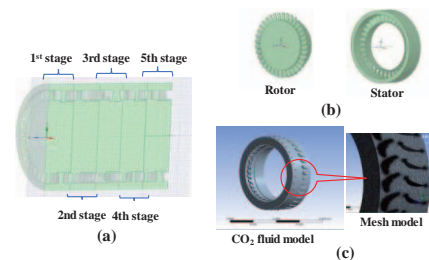 1st stage 3rd stage 5th stage
2nd stage 4th stage
(a)
Rotor Stator
(b)
CO2 fluid model Mesh model
(c)